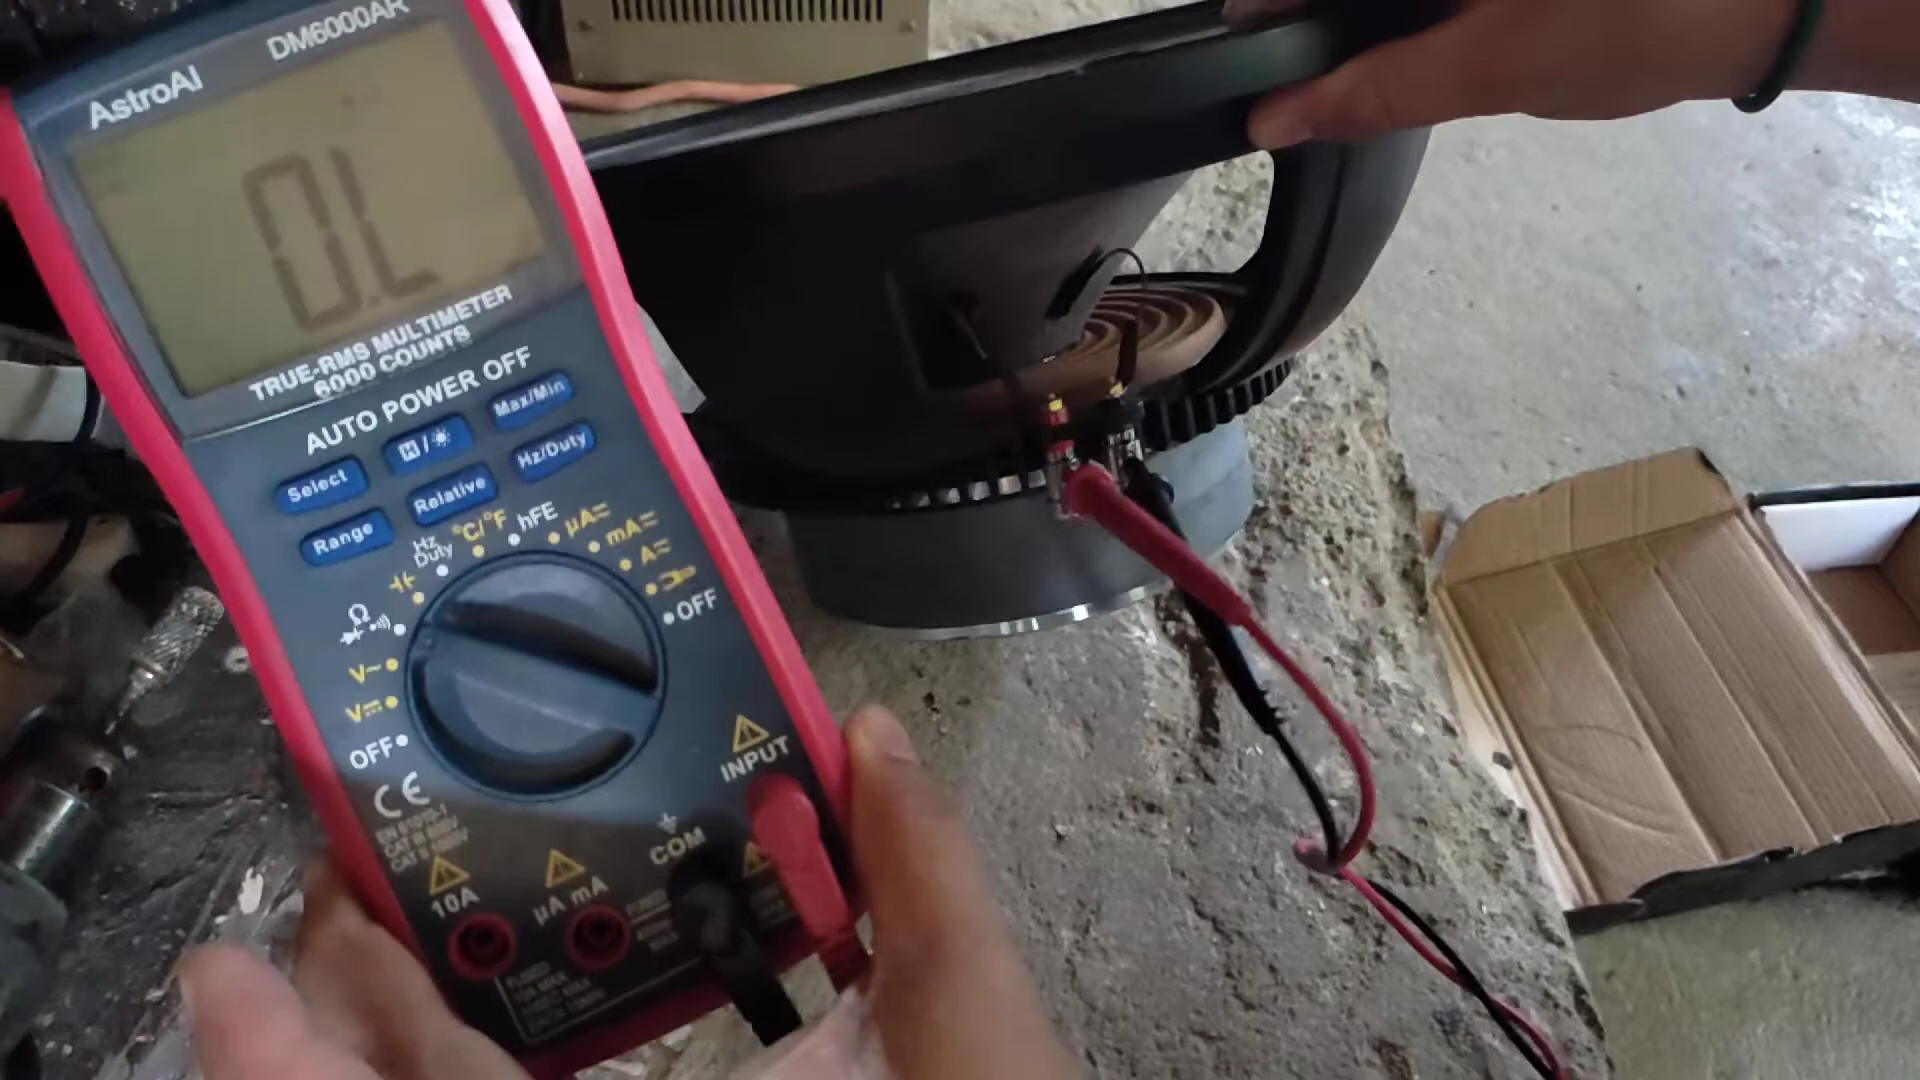 AstroAI
DM6000AR
0.L
TRUE-RMS MULTIMETER
6000 COUNTS
AUTO POWER OFF
Select
H /
Max/Min
Range
Relative
Hz/Duty
Hz
Duty
°C/°F
hFE
µA
mA
A
Ω
V~
V
OFF
OFF
CE
INPUT
COM
10A
µA mA
FUSED